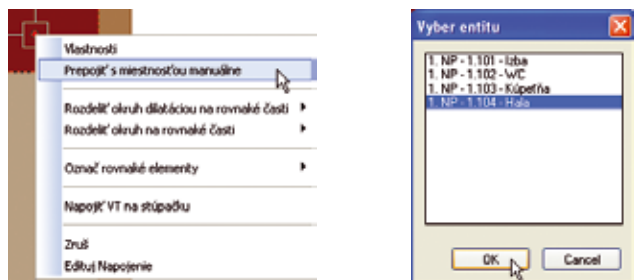 Vlastnosti
Prepojiť s miestnosťou manuálne
Rozdeliť okruh dilatáciou na rovnaké časti
Rozdeliť okruh na rovnaké časti
Označ rovnaké elementy
Napojiť VT na stúpačku
Zruš
Edituj Napojenie
Vyber entitu
1. NP - 1.101 - Izba
1. NP - 1.102 - WC
1. NP - 1.103 - Kúpeľňa
1. NP - 1.104 - Hala
OK
Cancel